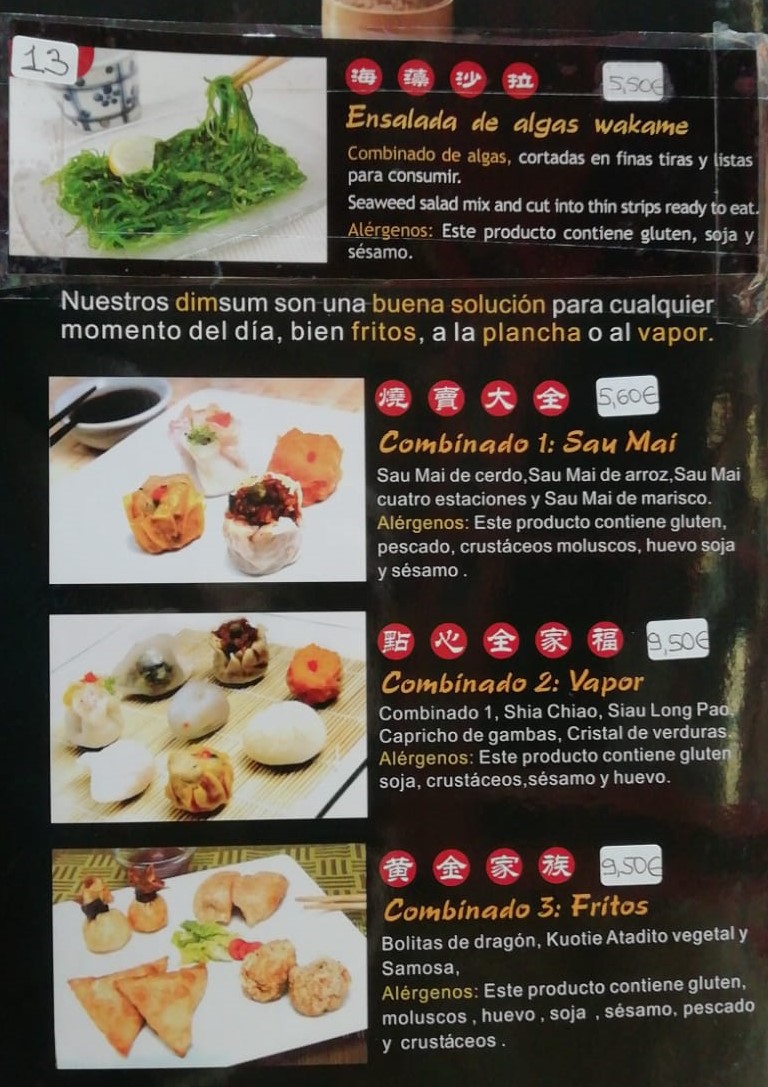 13
海藻沙拉 5,50€
Ensalada de algas wakame
Combinado de algas, cortadas en finas tiras y listas
para consumir.
Seaweed salad mix and cut into thin strips ready to eat.
Alérgenos: Este producto contiene gluten, soja y
sésamo.
Nuestros dimsum son una buena solución para cualquier
momento del día, bien fritos, a la plancha o al vapor.
燒賣大全 5,60€
Combinado 1: Sau Mai
Sau Mai de cerdo,Sau Mai de arroz,Sau Mai
cuatro estaciones y Sau Mai de marisco.
Alérgenos: Este producto contiene gluten,
pescado, crustáceos moluscos, huevo soja
y sésamo .
點心全家福 9,50€
Combinado 2: Vapor
Combinado 1, Shia Chiao, Siau Long Pao,
Capricho de gambas, Cristal de verduras.
Alérgenos: Este producto contiene gluten
soja, crustáceos,sésamo y huevo.
黄金家族 9,50€
Combinado 3: Fritos
Bolitas de dragón, Kuotie Atadito vegetal y
Samosa,
Alérgenos: Este producto contiene gluten,
moluscos , huevo , soja , sésamo, pescado
y crustáceos .